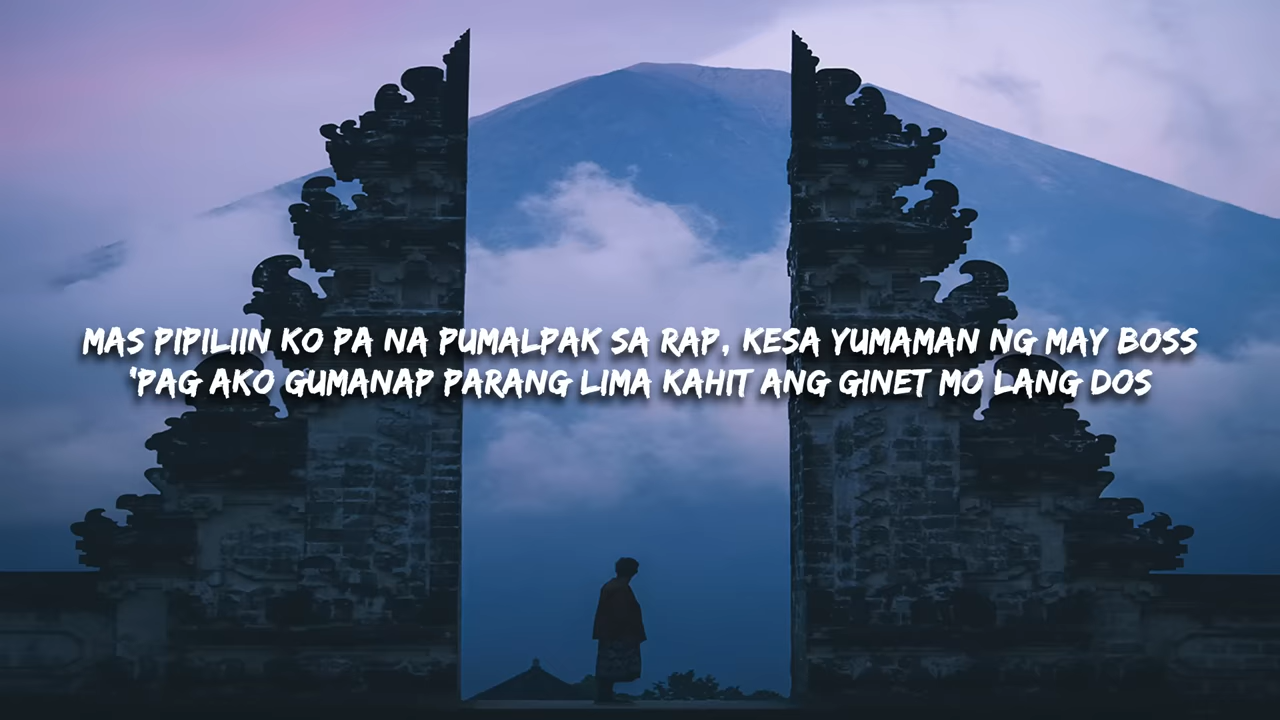 MAS PIPILIIN KO PA NA PUMALPAK SA RAP, KESA YUMAMAN NG MAY BOSS
'PAG AKO GUMANAP PARANG LIMA KAHIT ANG GINET MO LANG DOS